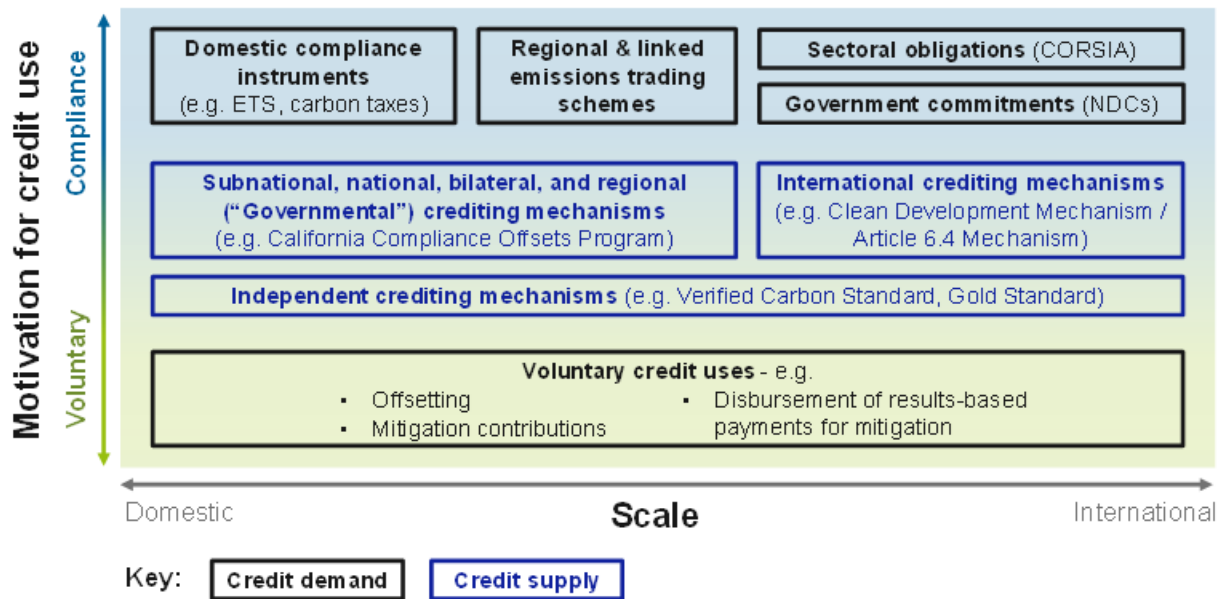 Motivation for credit use
Compliance
Voluntary
Domestic compliance
instruments
(e.g. ETS, carbon taxes)
Regional & linked
emissions trading
schemes
Sectoral obligations (CORSIA)
Government commitments (NDCs)
Subnational, national, bilateral, and regional
(“Governmental”) crediting mechanisms
(e.g. California Compliance Offsets Program)
International crediting mechanisms
(e.g. Clean Development Mechanism /
Article 6.4 Mechanism)
Independent crediting mechanisms (e.g. Verified Carbon Standard, Gold Standard)
Voluntary credit uses - e.g.
▪ Offsetting
▪ Mitigation contributions
▪ Disbursement of results-based
payments for mitigation
Domestic
Scale
International
Key:
Credit demand
Credit supply